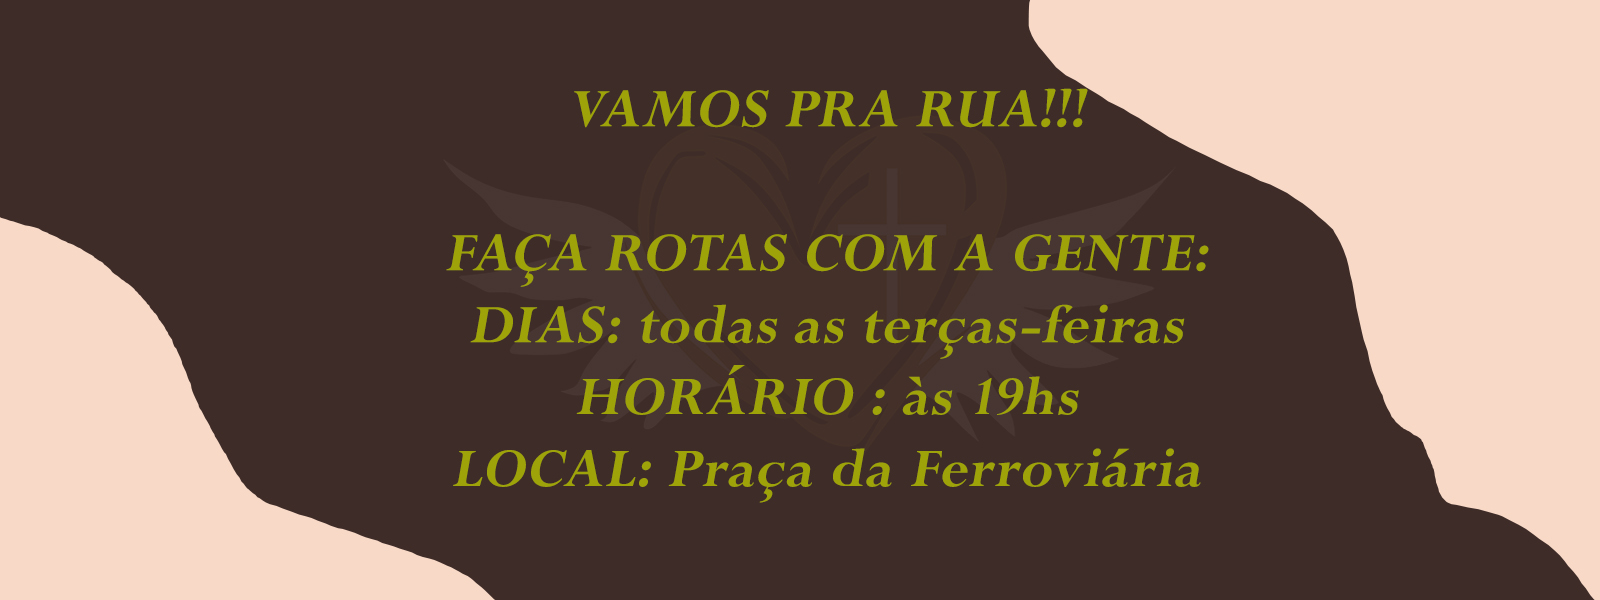 VAMOS PRA RUA!!!
FAÇA ROTAS COM A GENTE:
DIAS: todas as terças-feiras
HORÁRIO : às 19hs
LOCAL: Praça da Ferroviária